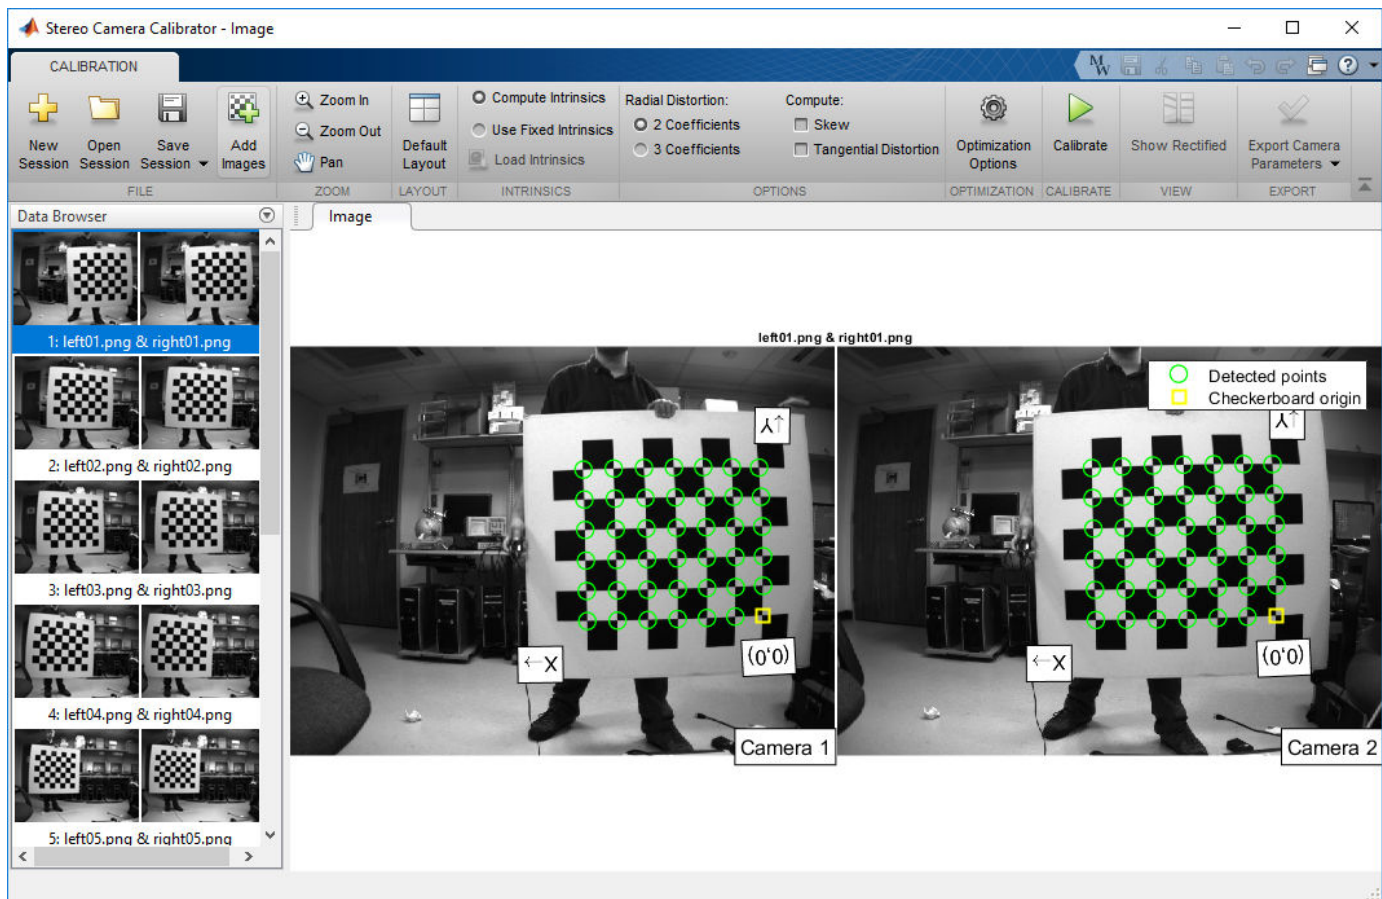 Stereo Camera Calibrator - Image
CALIBRATION
New Session
Open Session
Save Session
Add Images
FILE
Zoom In
Zoom Out
Pan
ZOOM
Default Layout
LAYOUT
Compute Intrinsics
Use Fixed Intrinsics
Load Intrinsics
INTRINSICS
Radial Distortion:
2 Coefficients
3 Coefficients
Compute:
Skew
Tangential Distortion
OPTIONS
Optimization Options
OPTIMIZATION
Calibrate
CALIBRATE
Show Rectified
VIEW
Export Camera Parameters
EXPORT
Data Browser
1: left01.png & right01.png
2: left02.png & right02.png
3: left03.png & right03.png
4: left04.png & right04.png
5: left05.png & right05.png
Image
left01.png & right01.png
Detected points
Checkerboard origin
Y↑
←X
(0,0)
Camera 1
Y↑
←X
(0,0)
Camera 2